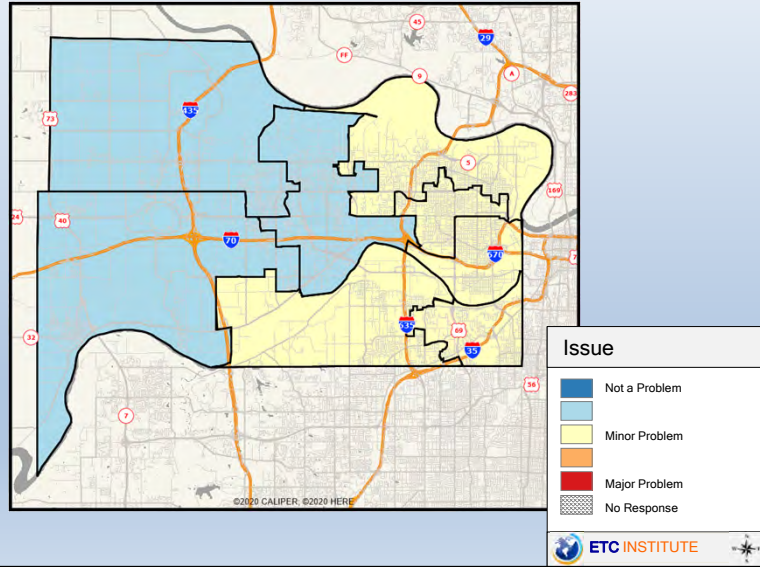 45
29
FF
9
A
283
435
73
5
169
24
40
70
670
32
635
69
35
56
7
©2020 CALIPER, ©2020 HERE
Issue
Not a Problem
Minor Problem
Major Problem
No Response
ETC INSTITUTE